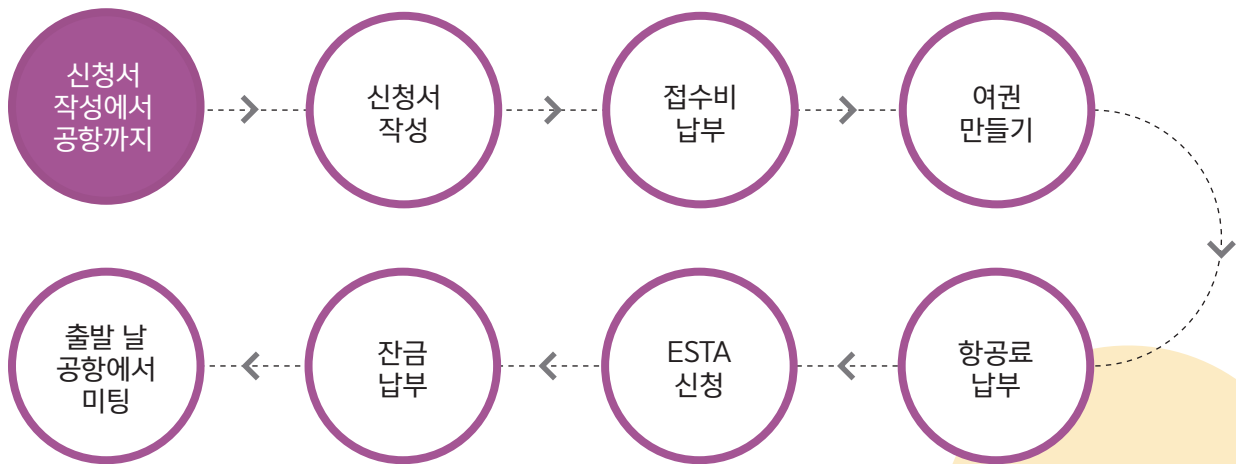 신청서
작성에서
공항까지
신청서
작성
접수비
납부
여권
만들기
항공료
납부
ESTA
신청
잔금
납부
출발 날
공항에서
미팅